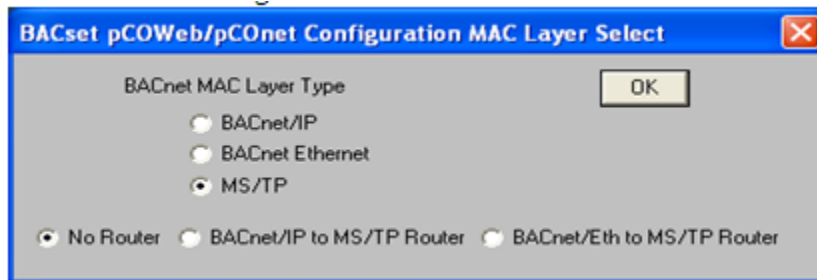 BACset pCOWeb/pCOnet Configuration MAC Layer Select
BACnet MAC Layer Type
OK
BACnet/IP
BACnet Ethernet
MS/TP
No Router BACnet/IP to MS/TP Router BACnet/Eth to MS/TP Router